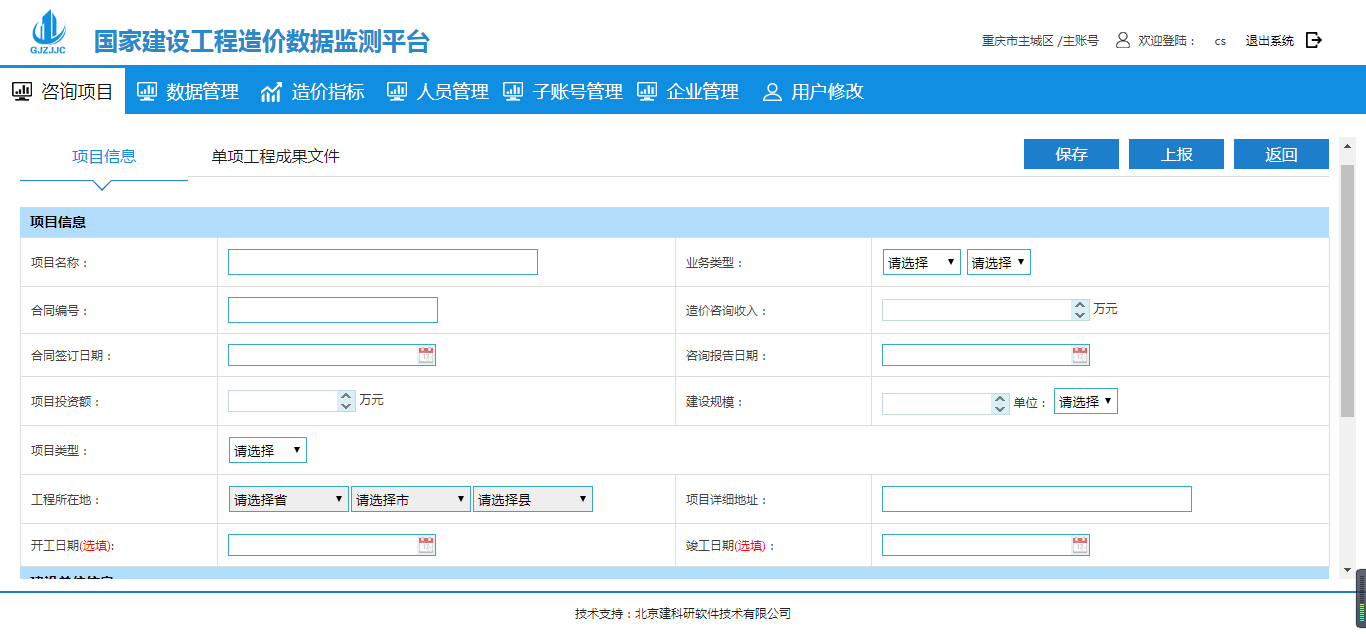 GJZJJC
国家建设工程造价数据监测平台
重庆市主城区 /主账号 欢迎登陆： cs 退出系统
咨询项目 数据管理 造价指标 人员管理 子账号管理 企业管理 用户修改
项目信息 单项工程成果文件 保存 上报 返回
项目信息
项目名称： 业务类型： 请选择 请选择
合同编号： 造价咨询收入： 万元
合同签订日期： 咨询报告日期：
项目投资额： 万元 建设规模： 单位： 请选择
项目类型： 请选择
工程所在地： 请选择省 请选择市 请选择县 项目详细地址：
开工日期(选填): 竣工日期(选填)：
建设单位信息
技术支持：北京建科研软件技术有限公司